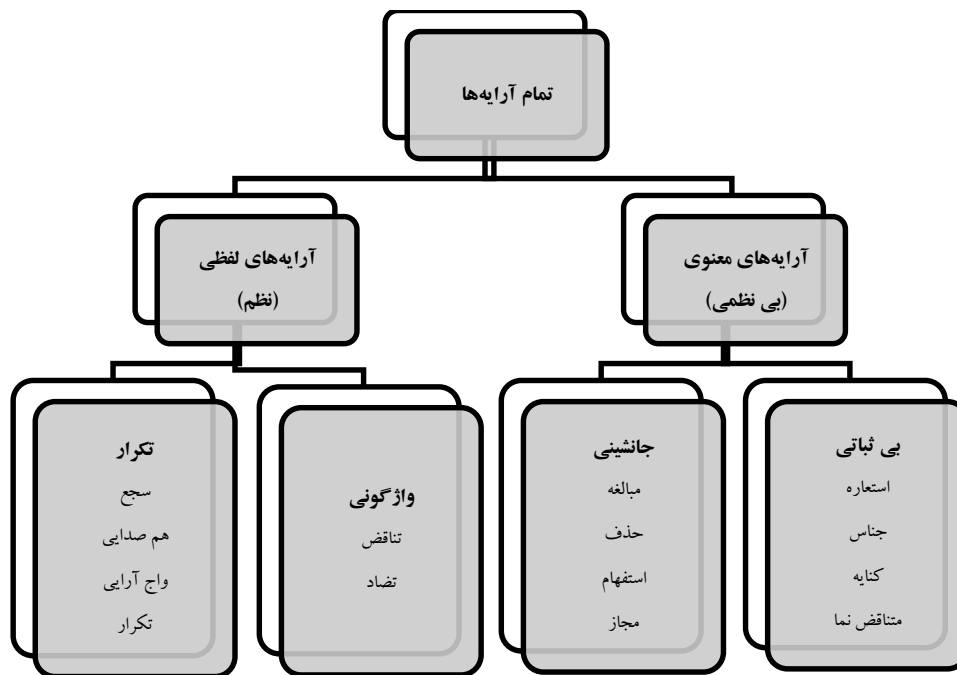 تمام آرایه‌ها
آرایه‌های معنوی
(بی نظمی)
آرایه‌های لفظی
(نظم)
بی ثباتی
استعاره
جناس
کنایه
متناقض نما
جانشینی
مبالغه
حذف
استفهام
مجاز
واژگونی
تناقض
تضاد
تکرار
سجع
هم صدایی
واج آرایی
تکرار